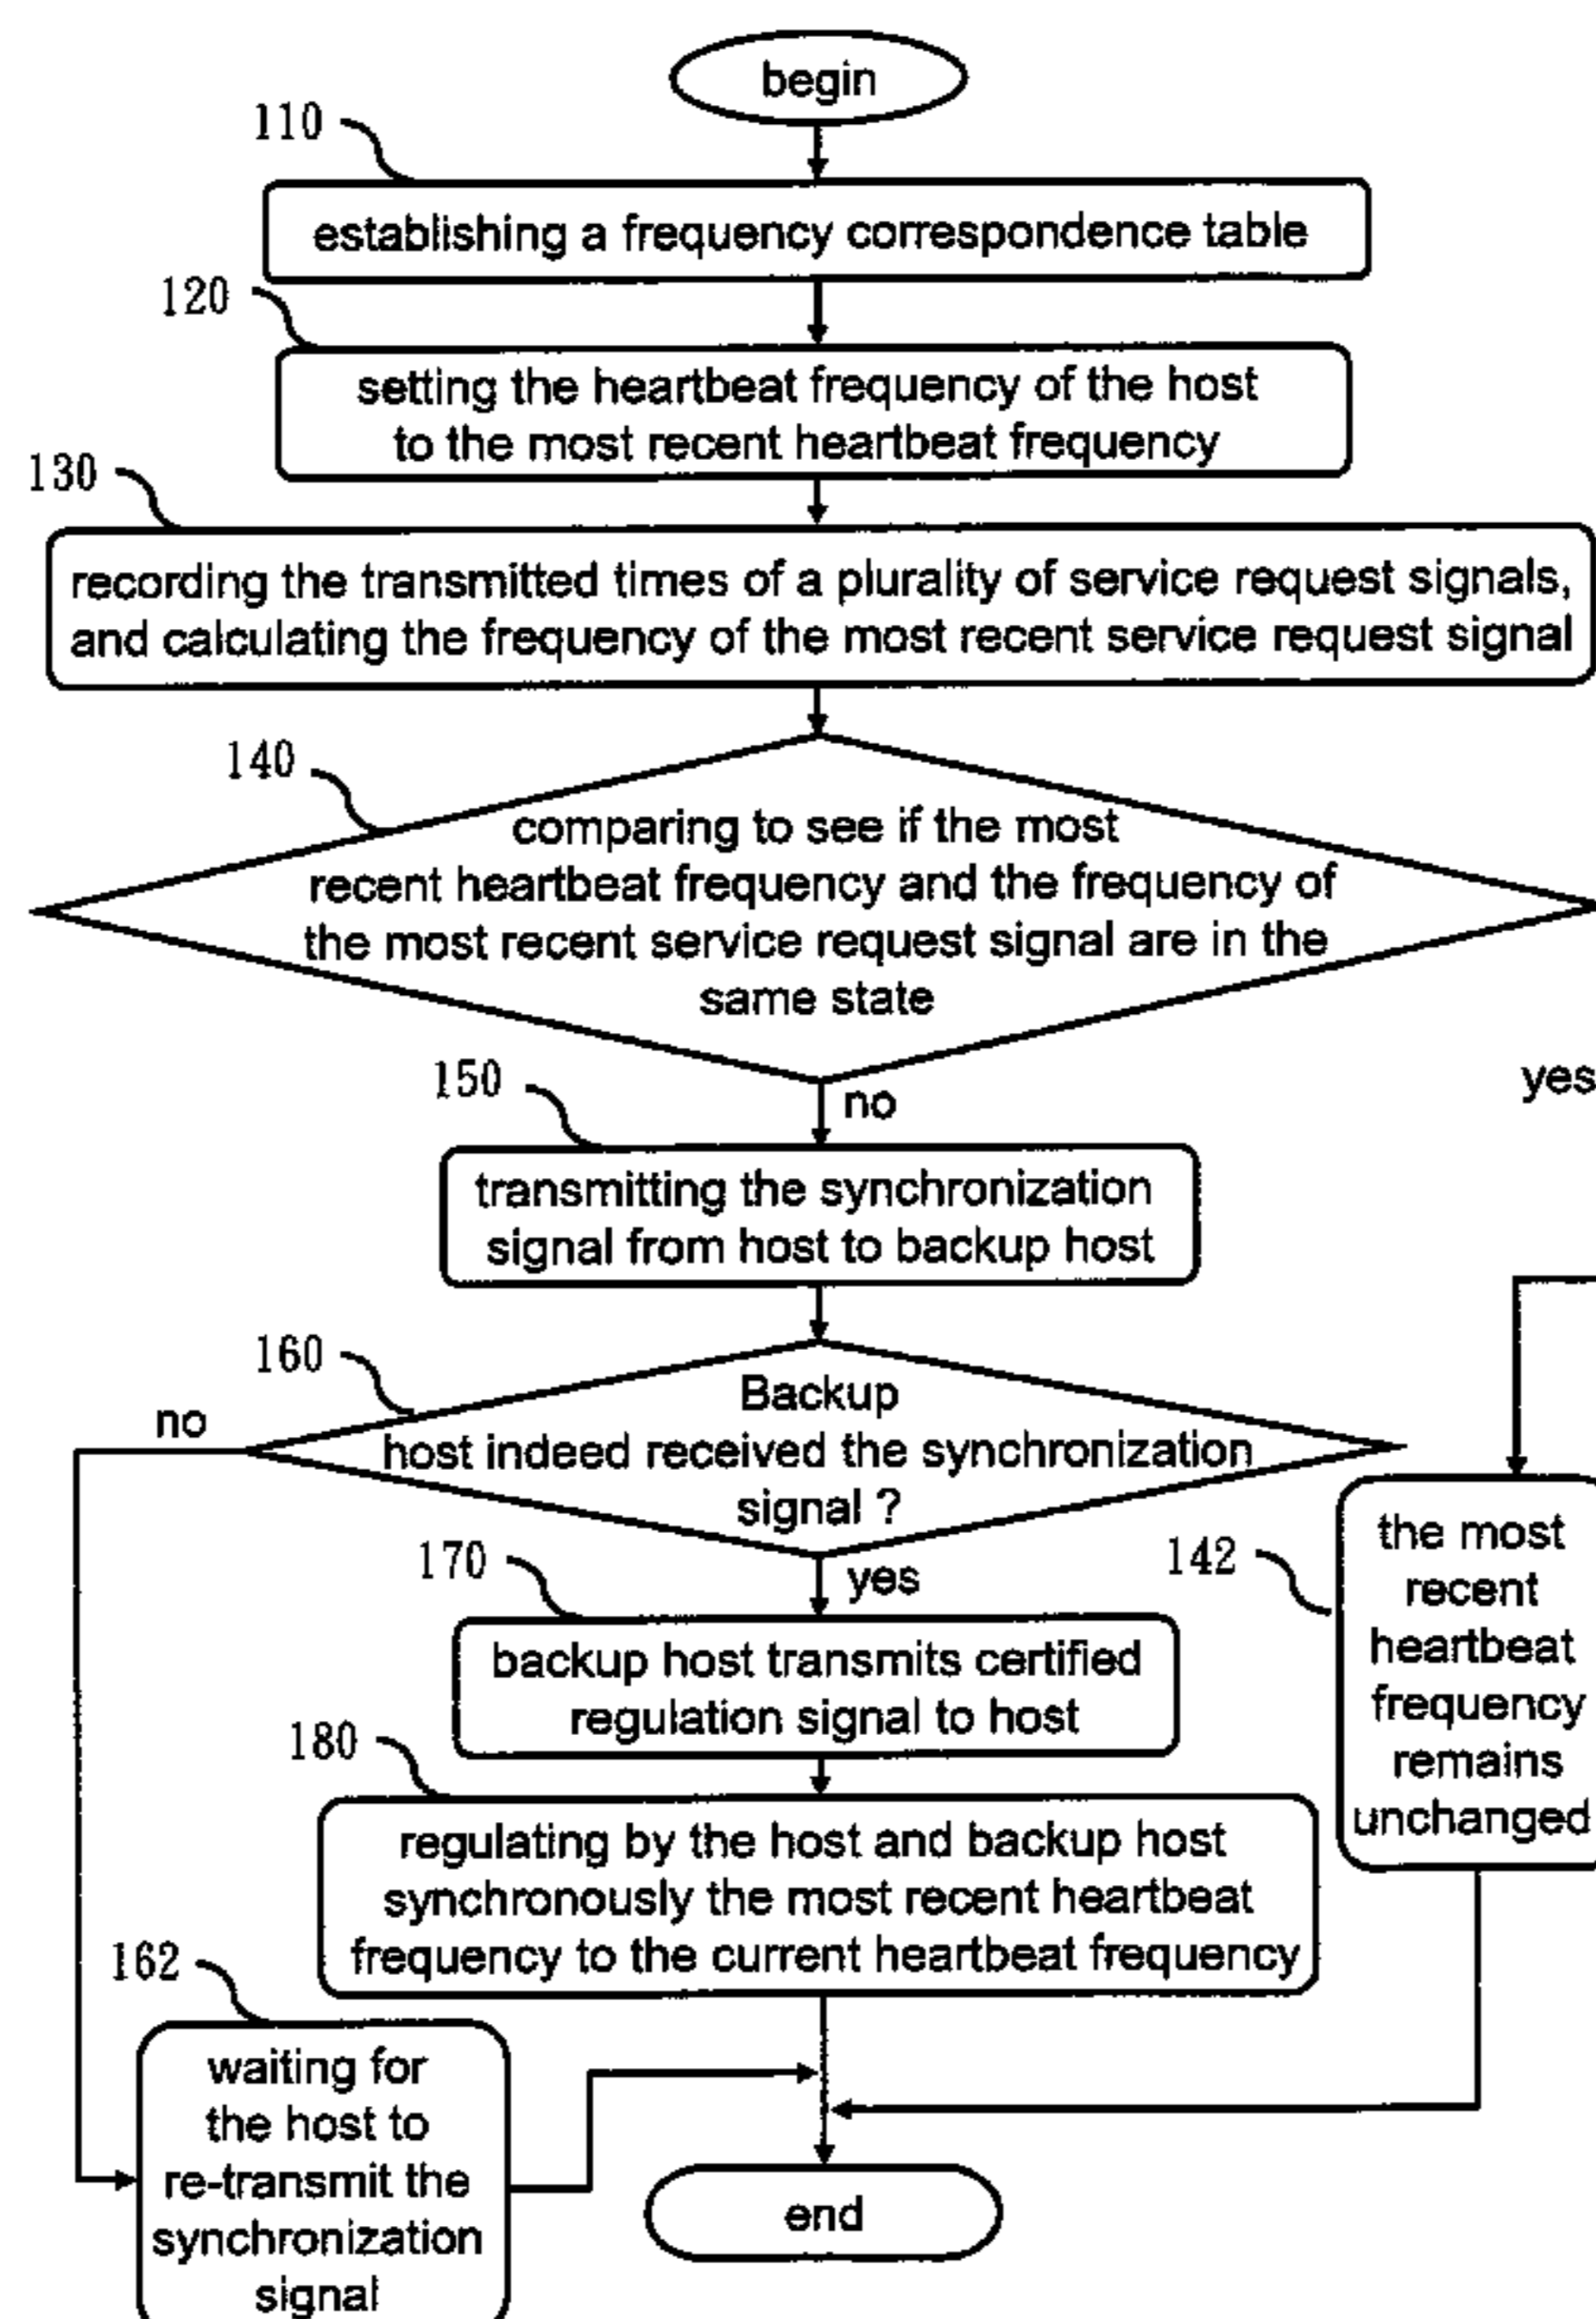 begin
110
establishing a frequency correspondence table
120
setting the heartbeat frequency of the host
to the most recent heartbeat frequency
130
recording the transmitted times of a plurality of service request signals,
and calculating the frequency of the most recent service request signal
140
comparing to see if the most
recent heartbeat frequency and the frequency of
the most recent service request signal are in the
same state
yes
150
no
transmitting the synchronization
signal from host to backup host
160
no
Backup
host indeed received the synchronization
signal ?
142
the most
recent
heartbeat
frequency
remains
unchanged
170
yes
backup host transmits certified
regulation signal to host
180
regulating by the host and backup host
synchronously the most recent heartbeat
frequency to the current heartbeat frequency
162
waiting for
the host to
re-transmit the
synchronization
signal
end